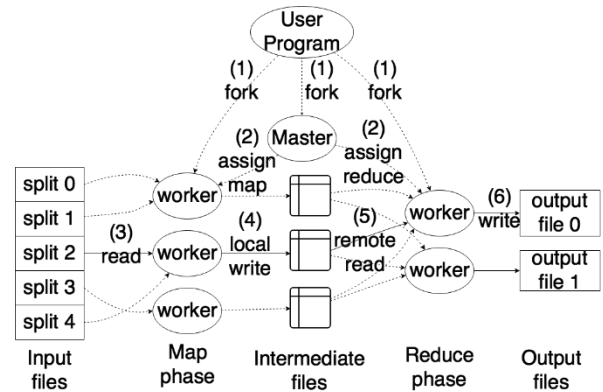 User
Program
(1)
fork
(1)
fork
(1)
fork
Master
(2)
assign
map
(2)
assign
reduce
split 0
split 1
split 2
split 3
split 4
(3)
read
worker
worker
worker
(4)
local
write
(5)
remote
read
worker
worker
(6)
write
output
file 0
output
file 1
Input
files
Map
phase
Intermediate
files
Reduce
phase
Output
files